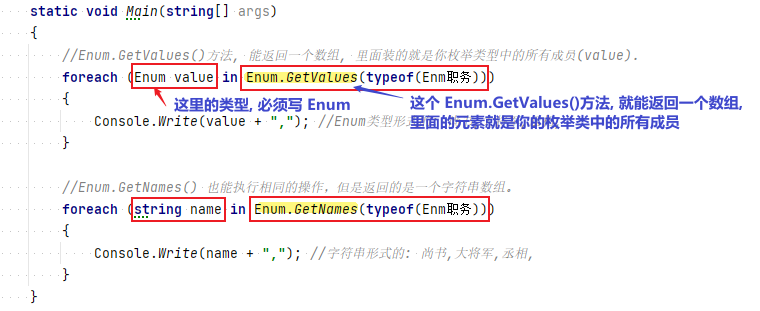 static void Main(string[] args)
{
//Enum.GetValues()方法, 能返回一个数组, 里面装的就是你枚举类型中的所有成员(value).
foreach (Enum value in Enum.GetValues(typeof(Enm职务)))
{
这里的类型, 必须写 Enum
这个 Enum.GetValues()方法, 就能返回一个数组,
里面的元素就是你的枚举类中的所有成员
Console.Write(value + ","); //Enum类型形
}
//Enum.GetNames() 也能执行相同的操作，但是返回的是一个字符串数组.
foreach (string name in Enum.GetNames(typeof(Enm职务)))
{
Console.Write(name + ","); //字符串形式的: 尚书,大将军,丞相,
}
}